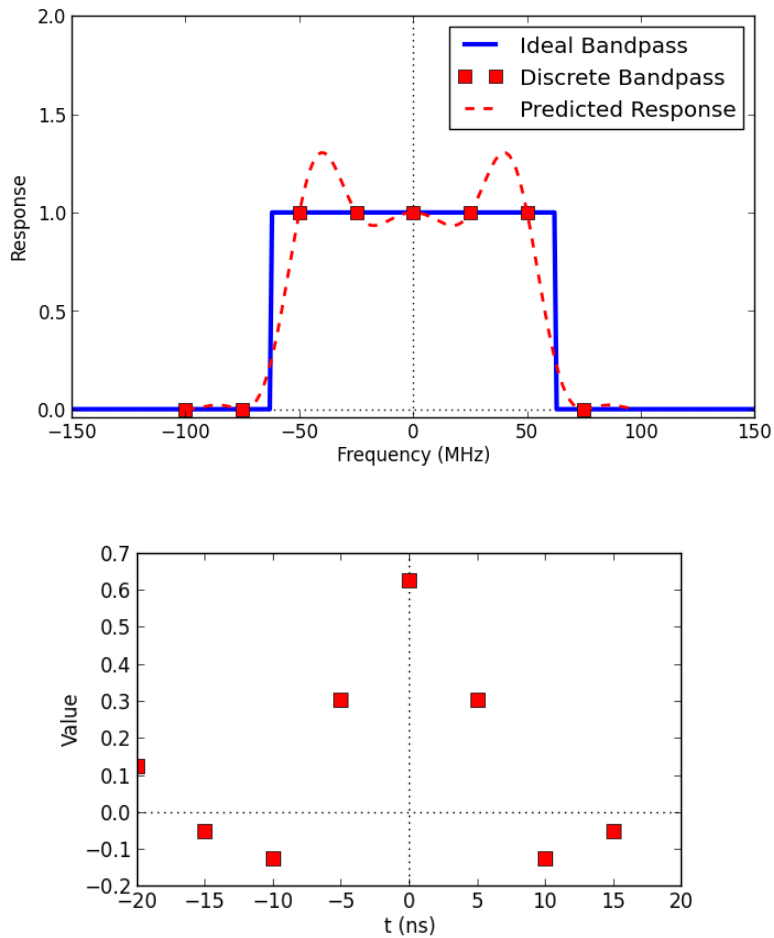 2.0
Ideal Bandpass
Discrete Bandpass
Predicted Response
1.5
1.0
0.5
0.0
Response
−150 −100 −50 0 50 100 150
Frequency (MHz)
0.7
0.6
0.5
0.4
0.3
0.2
0.1
0.0
−0.1
−0.2
Value
−20 −15 −10 −5 0 5 10 15 20
t (ns)